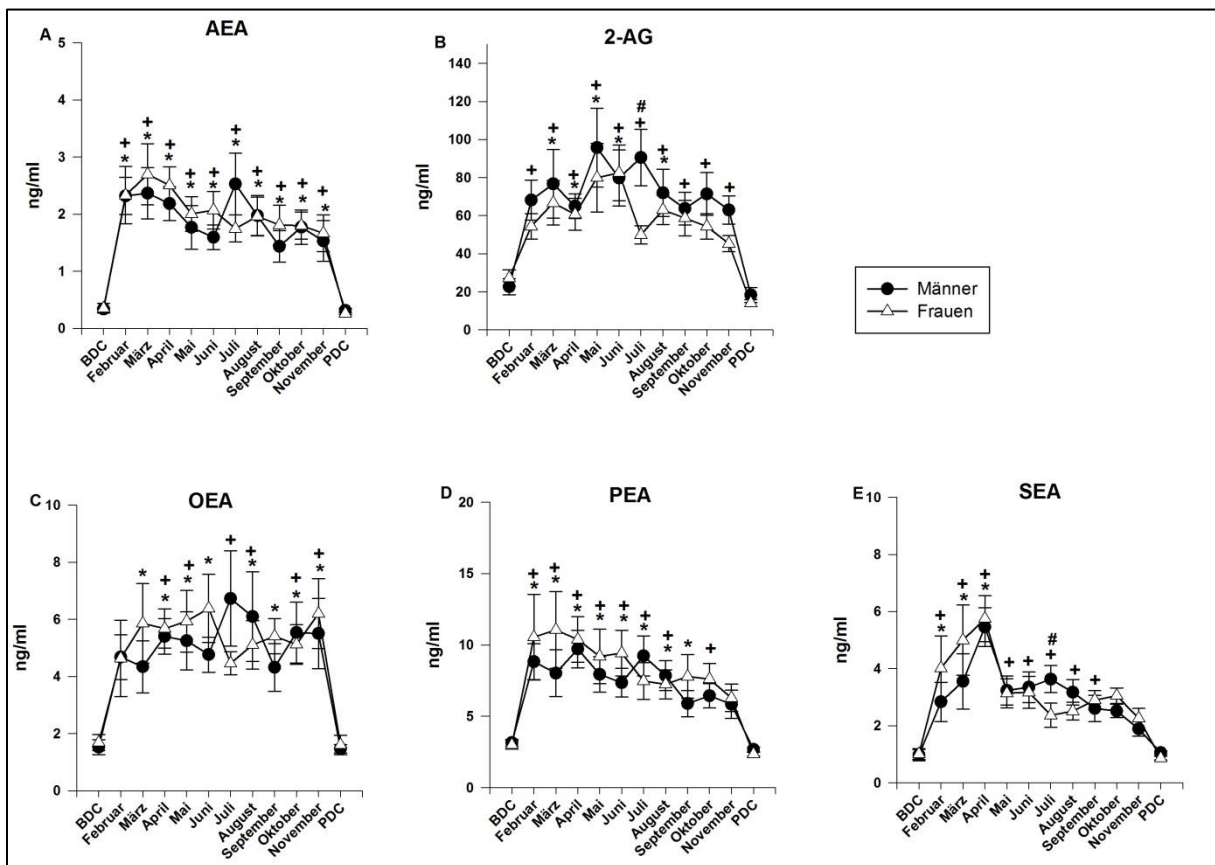 A
AEA
5
4
3
2
1
0
ng/ml
+
*
+
*
+
*
+
*
+
*
+
*
+
*
+
*
+
*
+
*
BDC
Februar
März
April
Mai
Juni
Juli
August
September
Oktober
November
PDC
B
2-AG
140
120
100
80
60
40
20
0
ng/ml
+
+
*
+
*
+
*
+
*
#
+
+
*
+
+
+
BDC
Februar
März
April
Mai
Juni
Juli
August
September
Oktober
November
PDC
Männer
Frauen
C
OEA
10
8
6
4
2
0
ng/ml
*
+
*
+
*
*
+
+
*
*
+
*
+
*
BDC
Februar
März
April
Mai
Juni
Juli
August
September
Oktober
November
PDC
D
PEA
20
15
10
5
0
ng/ml
+
*
+
*
+
*
+
*
+
*
+
*
+
*
*
+
BDC
Februar
März
April
Mai
Juni
Juli
August
September
Oktober
November
PDC
E
SEA
10
8
6
4
2
0
ng/ml
+
*
+
*
+
*
+
+
#
+
+
+
BDC
Februar
März
April
Mai
Juni
Juli
August
September
Oktober
November
PDC